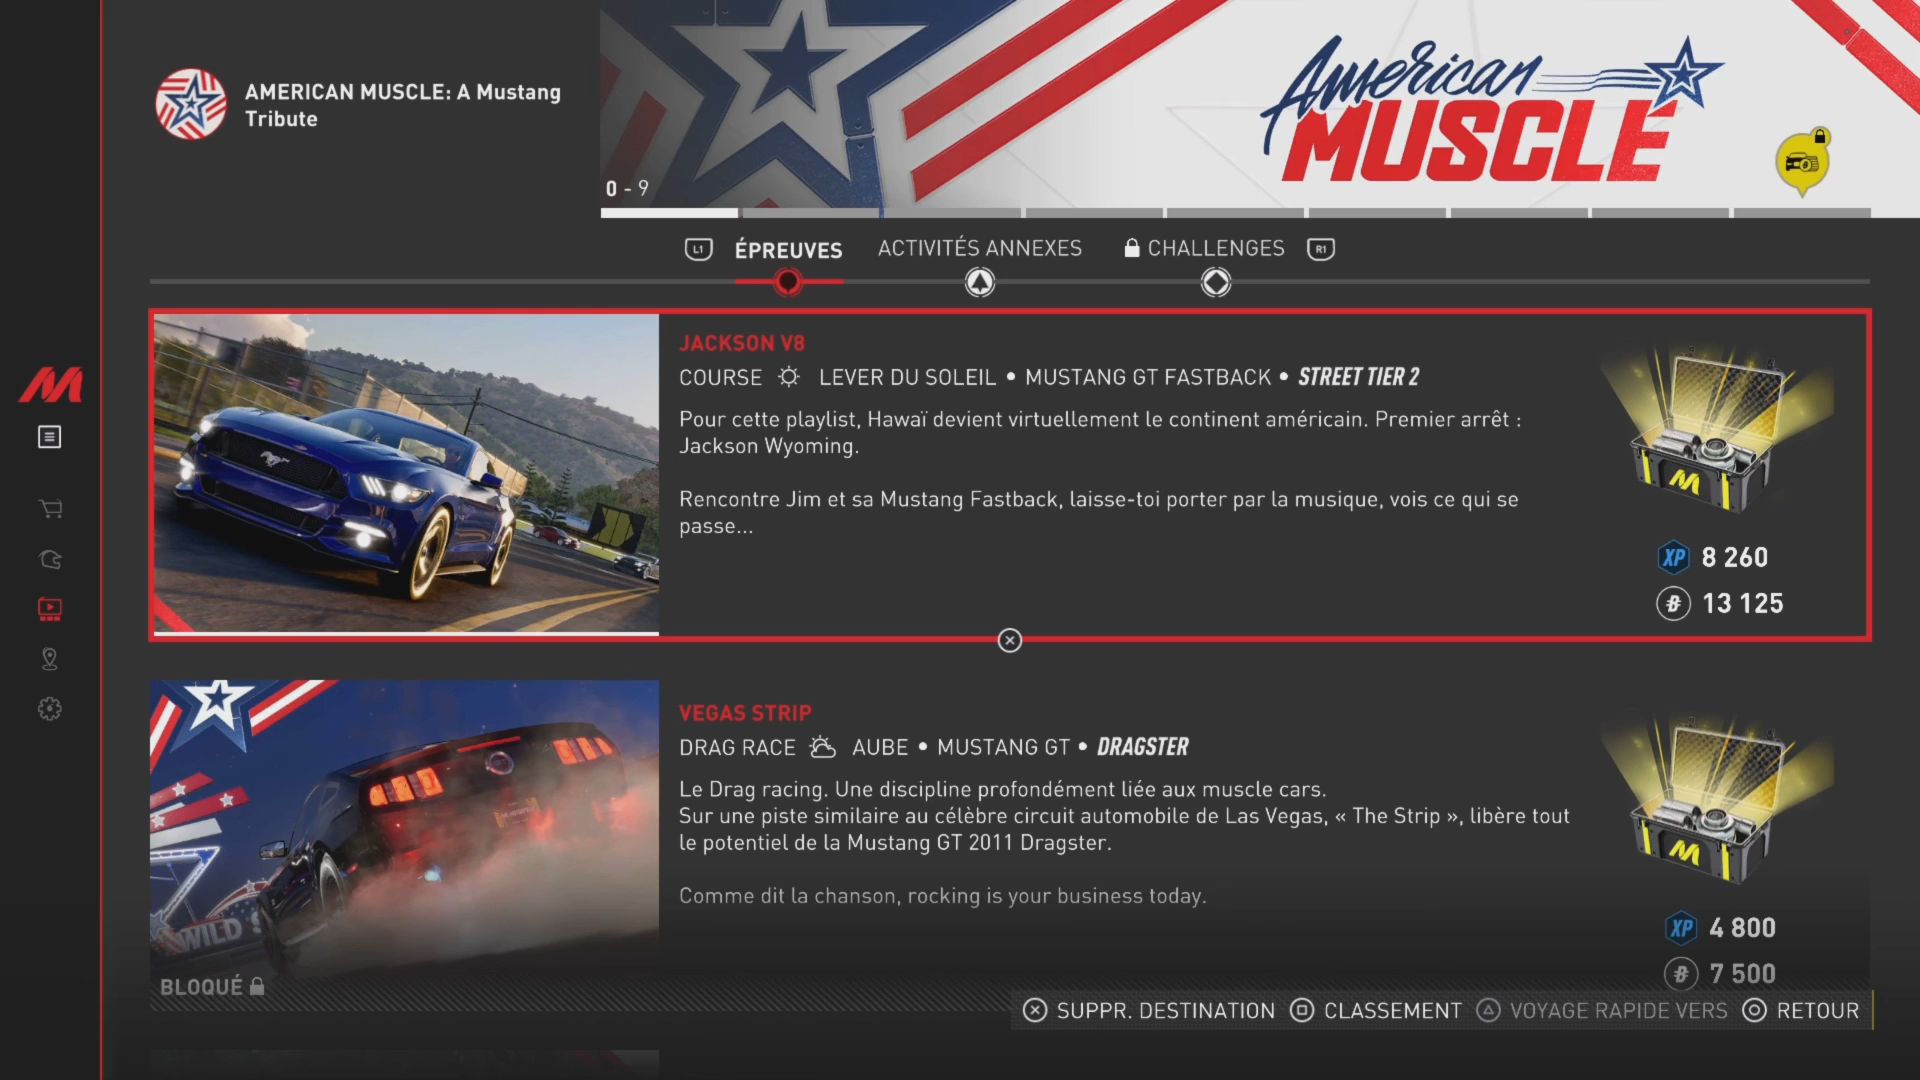 AMERICAN MUSCLE: A Mustang
Tribute
American
MUSCLE
0 - 9
L1
ÉPREUVES
ACTIVITÉS ANNEXES
CHALLENGES
R1
JACKSON V8
COURSE LEVER DU SOLEIL • MUSTANG GT FASTBACK • STREET TIER 2
Pour cette playlist, Hawaï devient virtuellement le continent américain. Premier arrêt :
Jackson Wyoming.
Rencontre Jim et sa Mustang Fastback, laisse-toi porter par la musique, vois ce qui se
passe...
XP 8 260
13 125
VEGAS STRIP
DRAG RACE AUBE • MUSTANG GT • DRAGSTER
Le Drag racing. Une discipline profondément liée aux muscle cars.
Sur une piste similaire au célèbre circuit automobile de Las Vegas, « The Strip », libère tout
le potentiel de la Mustang GT 2011 Dragster.
Comme dit la chanson, rocking is your business today.
WILD
BLOQUÉ
XP 4 800
7 500
SUPPR. DESTINATION CLASSEMENT VOYAGE RAPIDE VERS RETOUR